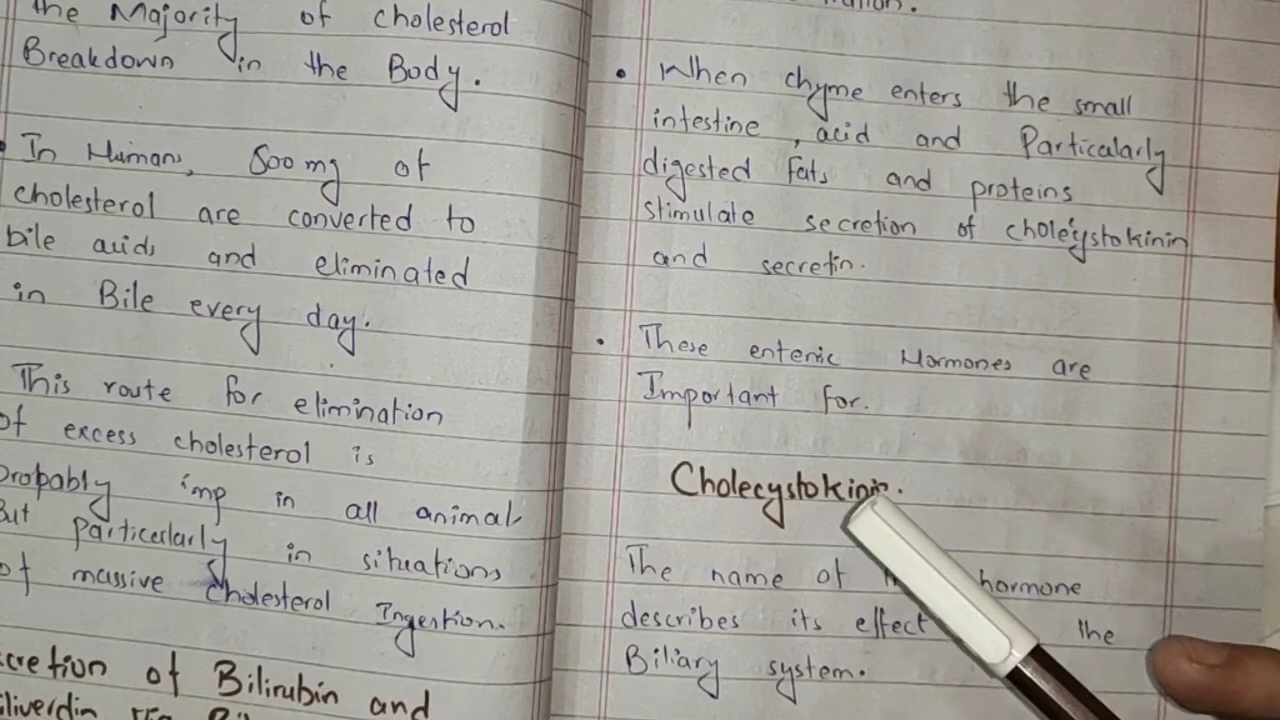 the Majority of cholesterol
Breakdown in the Body.
In Humans, 500mg of
cholesterol are converted to
bile acids and eliminated
in Bile every day.
This route for elimination
of excess cholesterol is
probably imp in all animals
But particularly in situations
of massive cholesterol Ingestion.
of Bilirubin and
When chyme enters the small
intestine, acid and Particalarly
digested fats and proteins
stimulate secretion of cholecystokinin
and secretin.
These enteric Hormones are
Important for.
Cholecystokinin.
The name of hormone
describes its effect the
Biliary system.